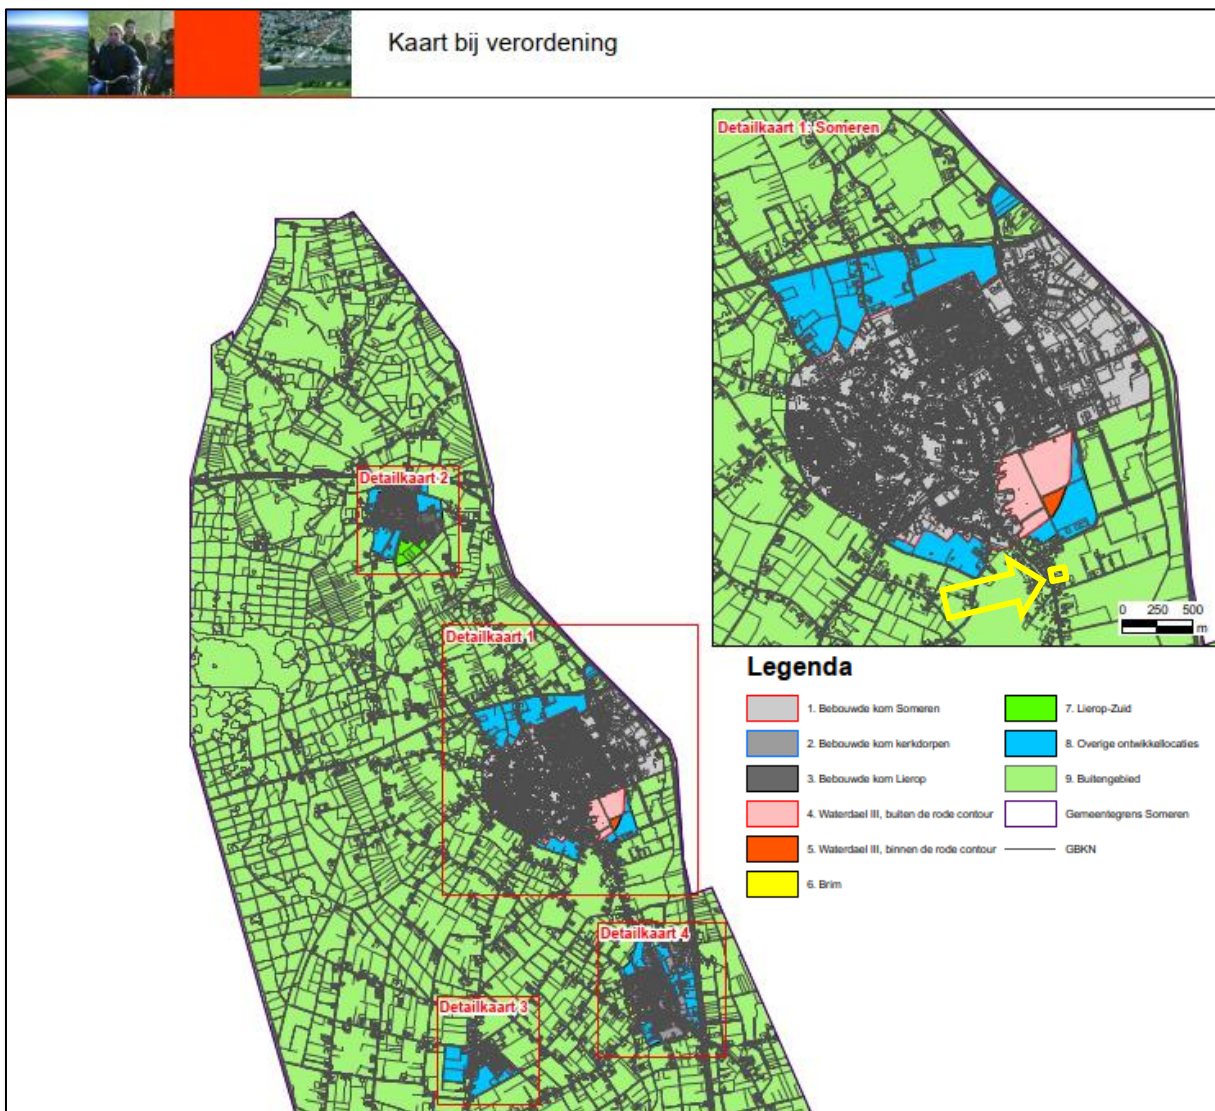 Kaart bij verordening
Detailkaart 1: Someren
Detailkaart 2
Detailkaart 1
0 250 500
m
Legenda
1. Bebouwde kom Someren
2. Bebouwde kom kerkdorpen
3. Bebouwde kom Lierop
4. Waterdael III, buiten de rode contour
5. Waterdael III, binnen de rode contour
6. Brim
7. Lierop-Zuid
8. Overige ontwikkellocaties
9. Buitengebied
Gemeentegrens Someren
GBKN
Detailkaart 4
Detailkaart 3